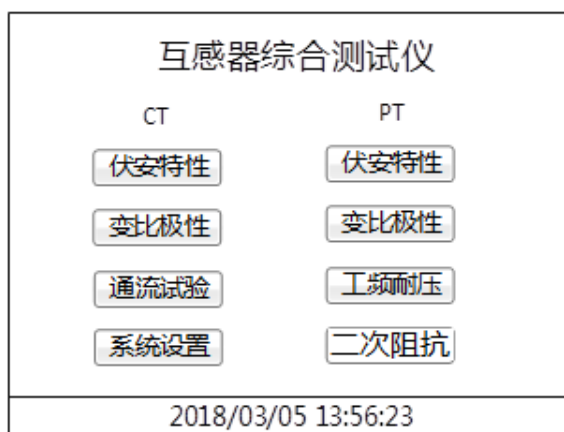 互感器综合测试仪
CT PT
伏安特性 伏安特性
变比极性 变比极性
通流试验 工频耐压
系统设置 二次阻抗
2018/03/05 13:56:23